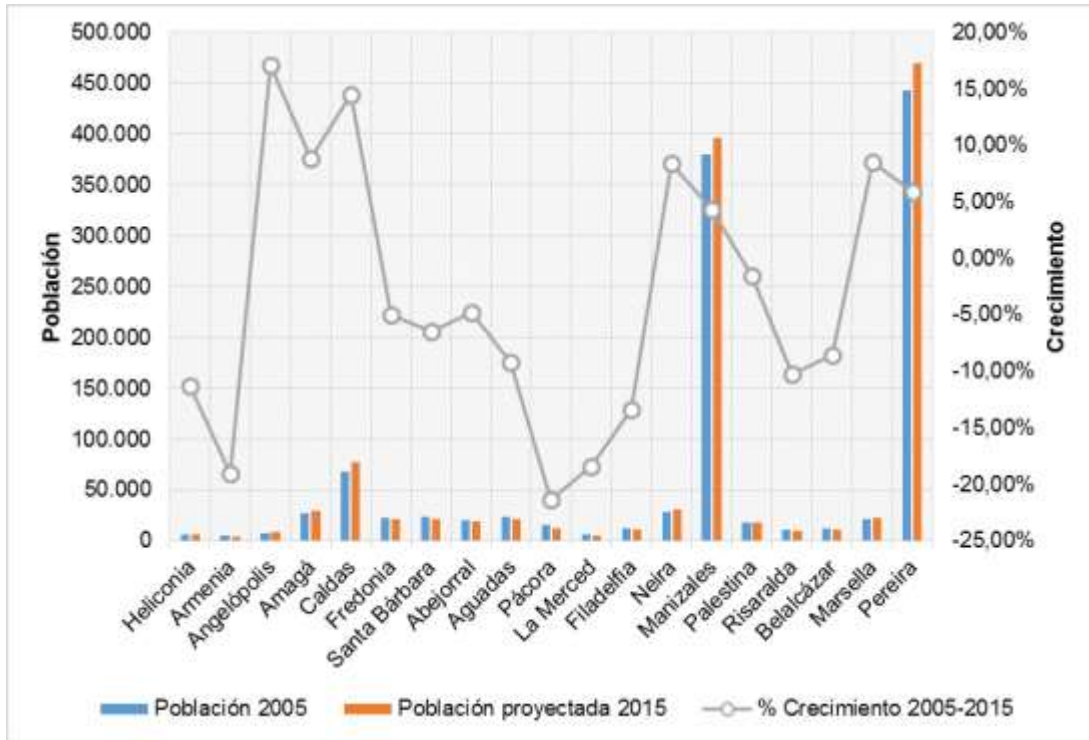 500.000
450.000
400.000
350.000
300.000
250.000
200.000
150.000
100.000
50.000
0
Población
20,00%
15,00%
10,00%
5,00%
0,00%
-5,00%
-10,00%
-15,00%
-20,00%
-25,00%
Crecimiento
Heliconia
Armenia
Angelópolis
Amagá
Caldas
Fredonia
Santa Bárbara
Abejorral
Aguadas
Pácora
La Merced
Filadelfia
Neira
Manizales
Palestina
Risaralda
Belalcázar
Marsella
Pereira
Población 2005
Población proyectada 2015
% Crecimiento 2005-2015